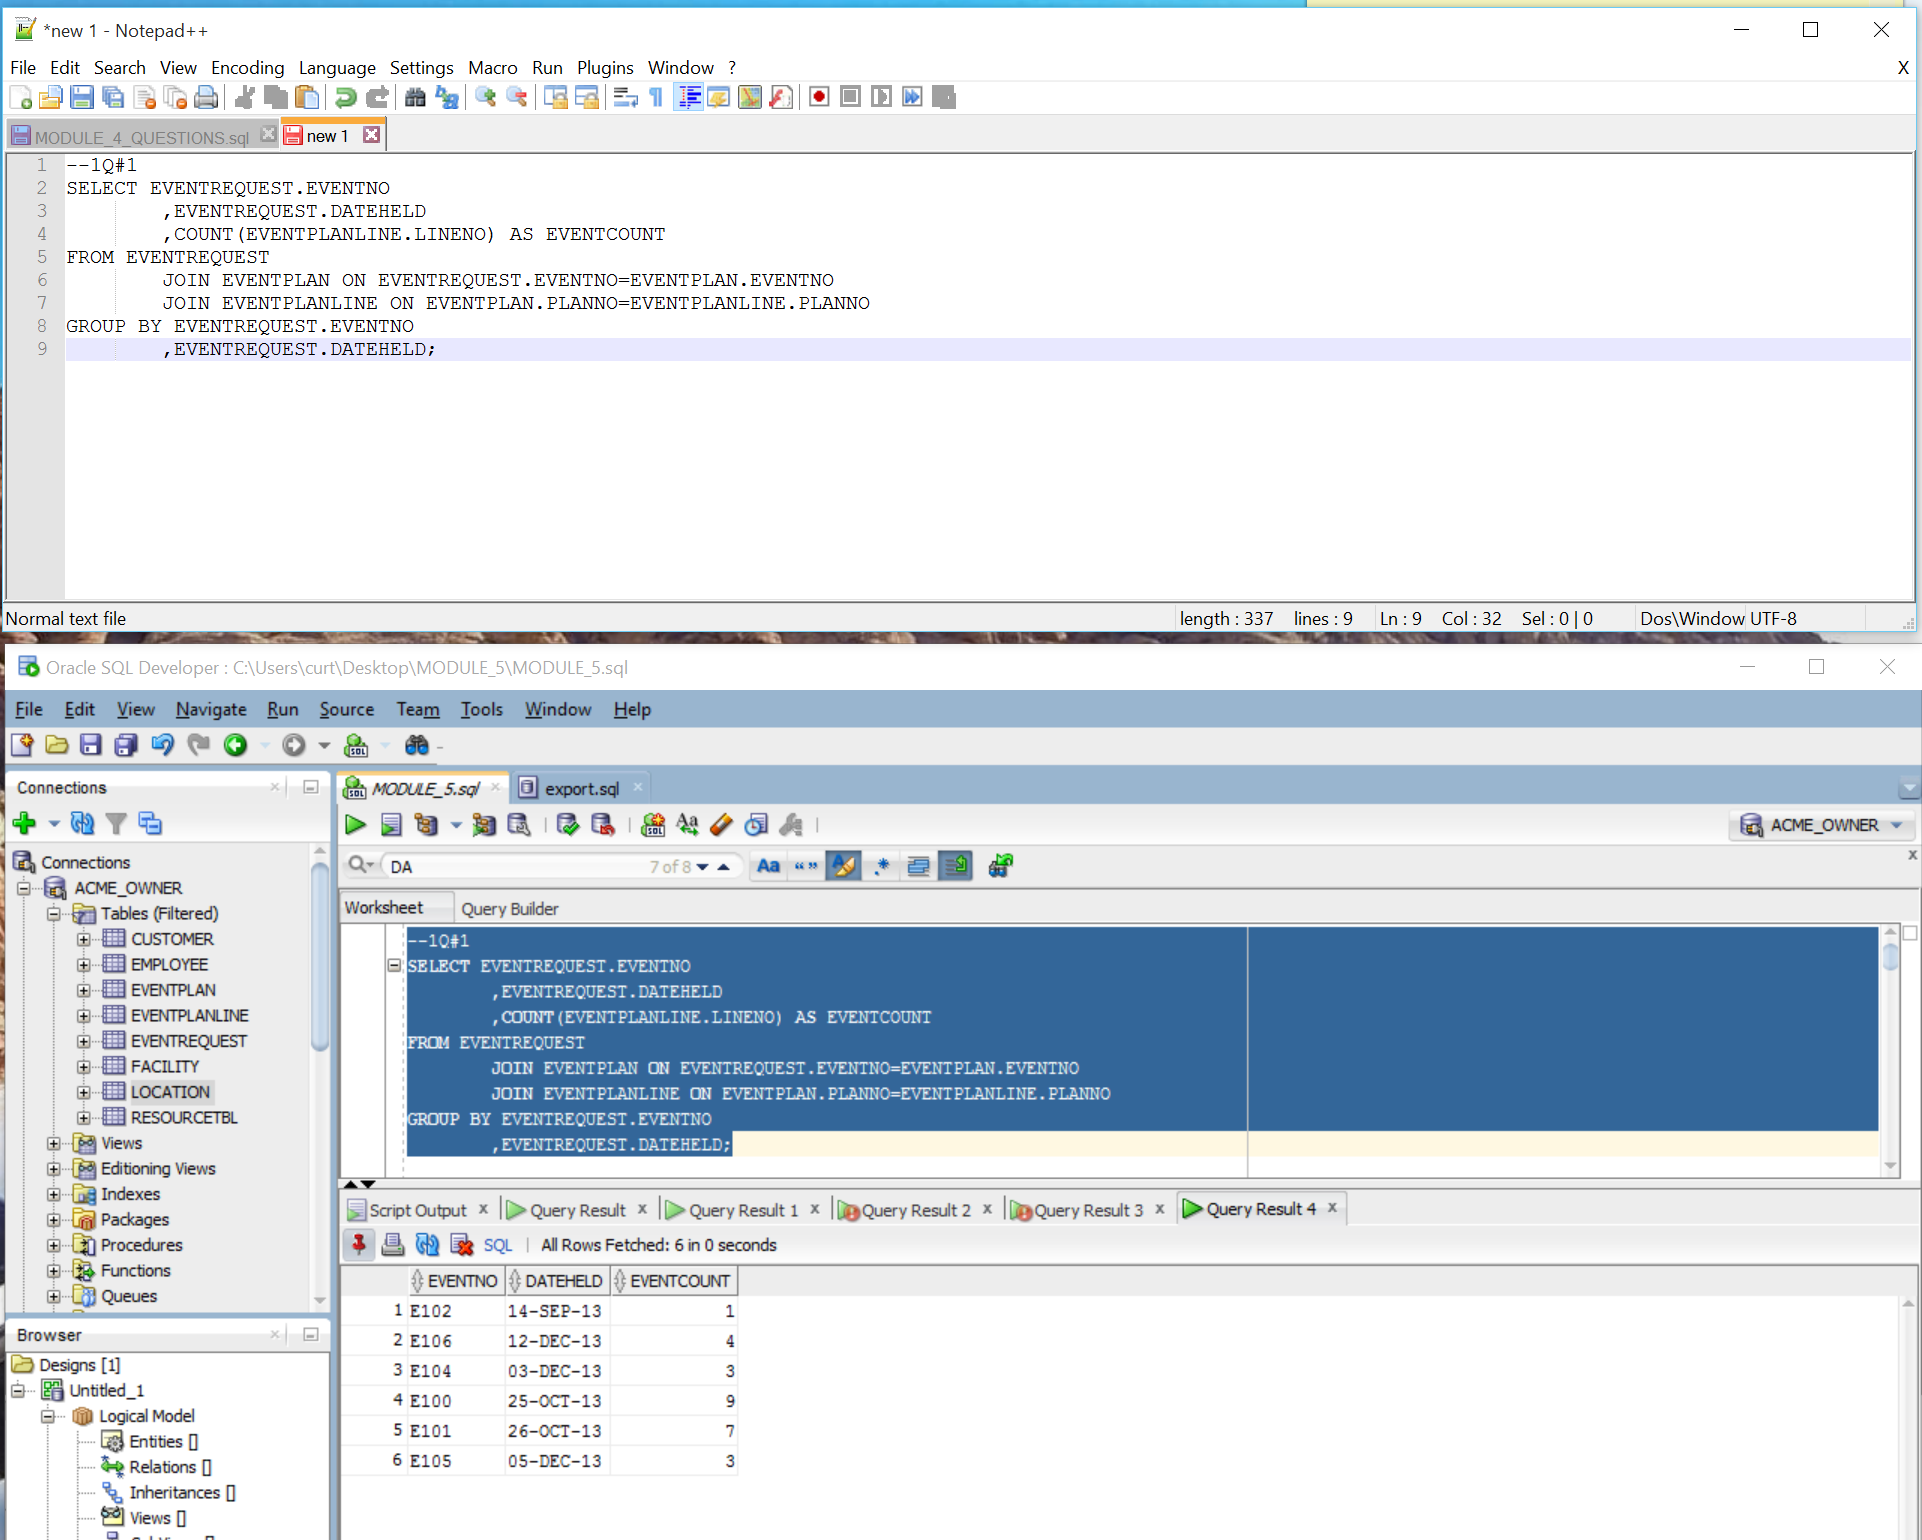 *new 1 - Notepad++
File Edit Search View Encoding Language Settings Macro Run Plugins Window ?
X
MODULE_4_QUESTIONS.sql
new 1
1 --1Q#1
2 SELECT EVENTREQUEST.EVENTNO
3 ,EVENTREQUEST.DATEHELD
4 ,COUNT(EVENTPLANLINE.LINENO) AS EVENTCOUNT
5 FROM EVENTREQUEST
6 JOIN EVENTPLAN ON EVENTREQUEST.EVENTNO=EVENTPLAN.EVENTNO
7 JOIN EVENTPLANLINE ON EVENTPLAN.PLANNO=EVENTPLANLINE.PLANNO
8 GROUP BY EVENTREQUEST.EVENTNO
9 ,EVENTREQUEST.DATEHELD;
Normal text file length : 337 lines : 9 Ln : 9 Col : 32 Sel : 0 | 0 Dos\Window UTF-8
Oracle SQL Developer : C:\Users\curt\Desktop\MODULE_5\MODULE_5.sql
File Edit View Navigate Run Source Team Tools Window Help
Connections
Connections
ACME_OWNER
Tables (Filtered)
CUSTOMER
EMPLOYEE
EVENTPLAN
EVENTPLANLINE
EVENTREQUEST
FACILITY
LOCATION
RESOURCETBL
Views
Editioning Views
Indexes
Packages
Procedures
Functions
Queues
Browser
Designs [1]
Untitled_1
Logical Model
Entities []
Relations []
Inheritances []
Views []
MODULE_5.sql
export.sql
ACME_OWNER
DA 7 of 8
Worksheet Query Builder
--1Q#1
SELECT EVENTREQUEST.EVENTNO
,EVENTREQUEST.DATEHELD
,COUNT(EVENTPLANLINE.LINENO) AS EVENTCOUNT
FROM EVENTREQUEST
JOIN EVENTPLAN ON EVENTREQUEST.EVENTNO=EVENTPLAN.EVENTNO
JOIN EVENTPLANLINE ON EVENTPLAN.PLANNO=EVENTPLANLINE.PLANNO
GROUP BY EVENTREQUEST.EVENTNO
,EVENTREQUEST.DATEHELD;
Script Output Query Result Query Result 1 Query Result 2 Query Result 3 Query Result 4
SQL All Rows Fetched: 6 in 0 seconds
EVENTNO DATEHELD EVENTCOUNT
1 E102 14-SEP-13 1
2 E106 12-DEC-13 4
3 E104 03-DEC-13 3
4 E100 25-OCT-13 9
5 E101 26-OCT-13 7
6 E105 05-DEC-13 3